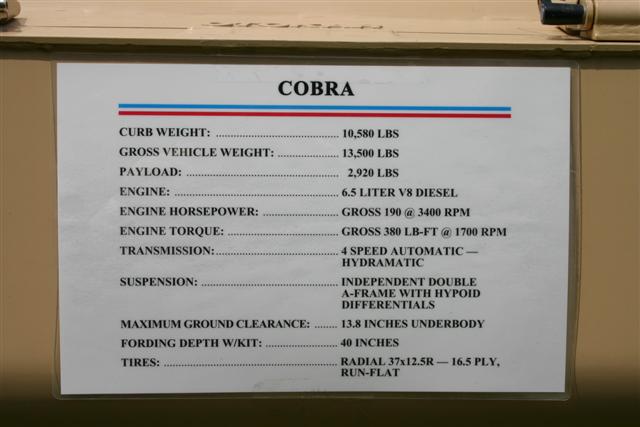 COBRA
CURB WEIGHT: ................................ 10,580 LBS
GROSS VEHICLE WEIGHT: ................ 13,500 LBS
PAYLOAD: ........................................ 2,920 LBS
ENGINE: ........................................... 6.5 LITER V8 DIESEL
ENGINE HORSEPOWER: .................... GROSS 190 @ 3400 RPM
ENGINE TORQUE: ............................. GROSS 380 LB-FT @ 1700 RPM
TRANSMISSION: ................................ 4 SPEED AUTOMATIC —
HYDRAMATIC
SUSPENSION: ................................... INDEPENDENT DOUBLE
A-FRAME WITH HYPOID
DIFFERENTIALS
MAXIMUM GROUND CLEARANCE: ....... 13.8 INCHES UNDERBODY
FORDING DEPTH W/KIT: ................... 40 INCHES
TIRES: .............................................. RADIAL 37x12.5R — 16.5 PLY,
RUN-FLAT